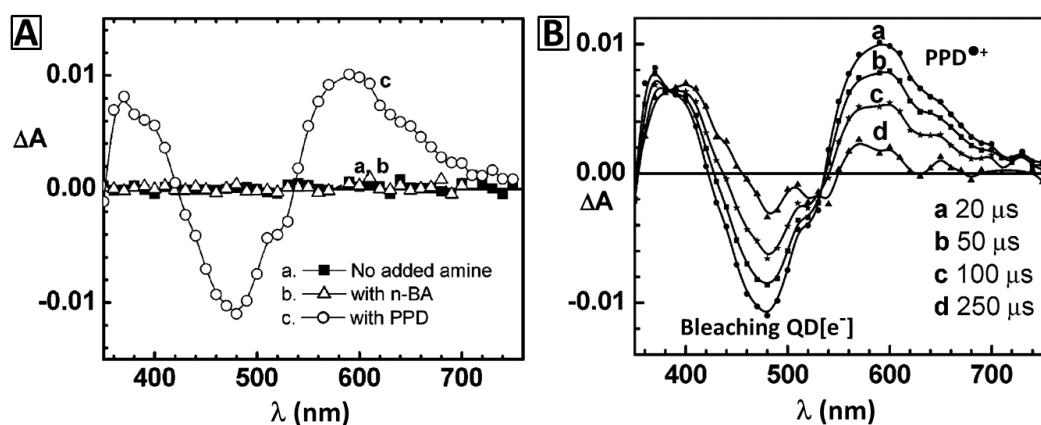 A
0.01
0.00
-0.01
ΔA
c
a
b
a. No added amine
b. with n-BA
c. with PPD
400 500 600 700
λ (nm)
B
0.01
0.00
-0.01
ΔA
a
b
c
d
PPD●+
a 20 μs
b 50 μs
c 100 μs
d 250 μs
Bleaching QD[e⁻]
400 500 600 700
λ (nm)